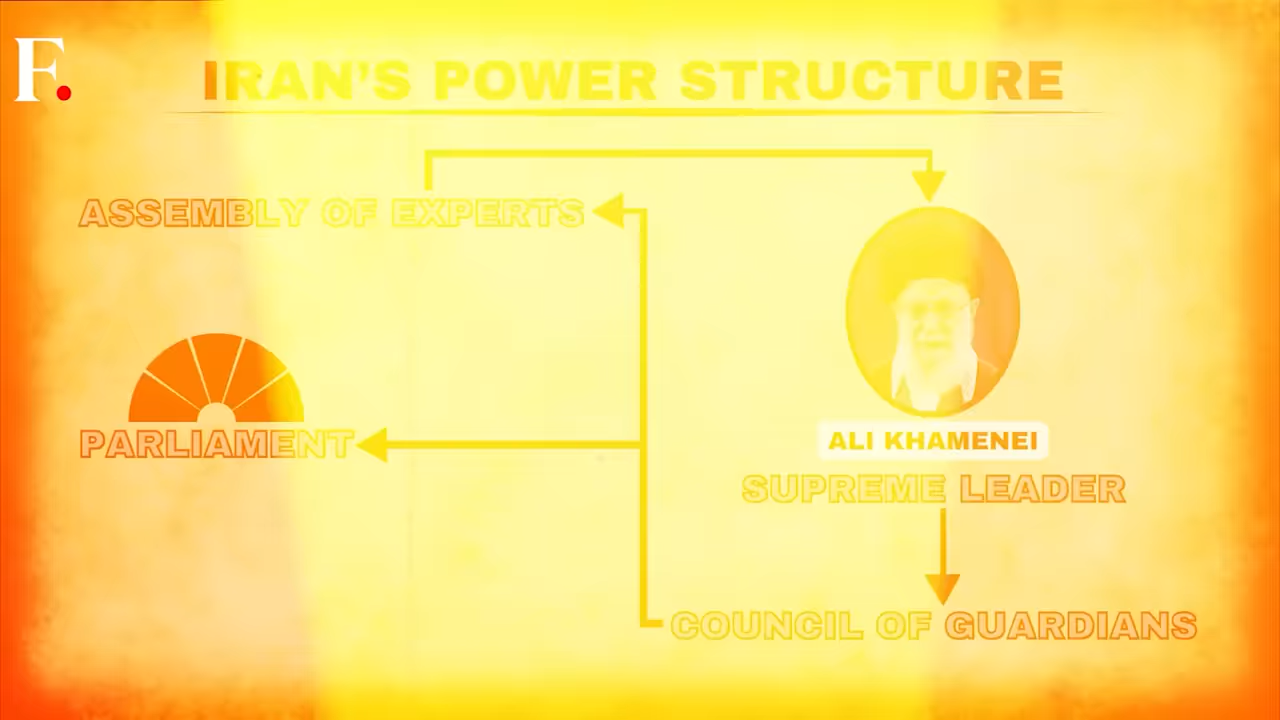 F.
IRAN'S POWER STRUCTURE
ASSEMBLY OF EXPERTS
PARLIAMENT
ALI KHAMENEI
SUPREME LEADER
COUNCIL OF GUARDIANS